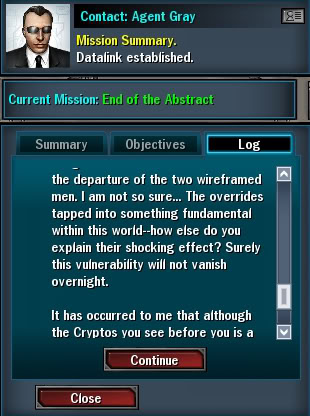 Contact: Agent Gray
Mission Summary.
Datalink established.
Current Mission: End of the Abstract
Summary
Objectives
Log
the departure of the two wireframed
men. I am not so sure... The overrides
tapped into something fundamental
within this world--how else do you
explain their shocking effect? Surely
this vulnerability will not vanish
overnight.
It has occurred to me that although
the Cryptos you see before you is a
Continue
Close